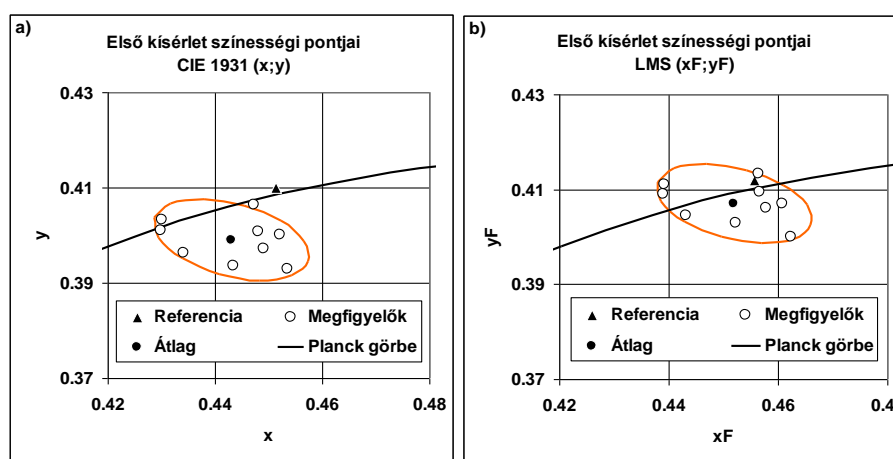 a)
Első kísérlet színességi pontjai
CIE 1931 (x;y)
0.43
0.41
0.39
0.37
y
Referencia
Megfigyelők
Átlag
Planck görbe
0.42
0.44
0.46
0.48
x
b)
Első kísérlet színességi pontjai
LMS (xF;yF)
0.43
0.41
0.39
0.37
yF
Referencia
Megfigyelők
Átlag
Planck görbe
0.42
0.44
0.46
0.4
xF